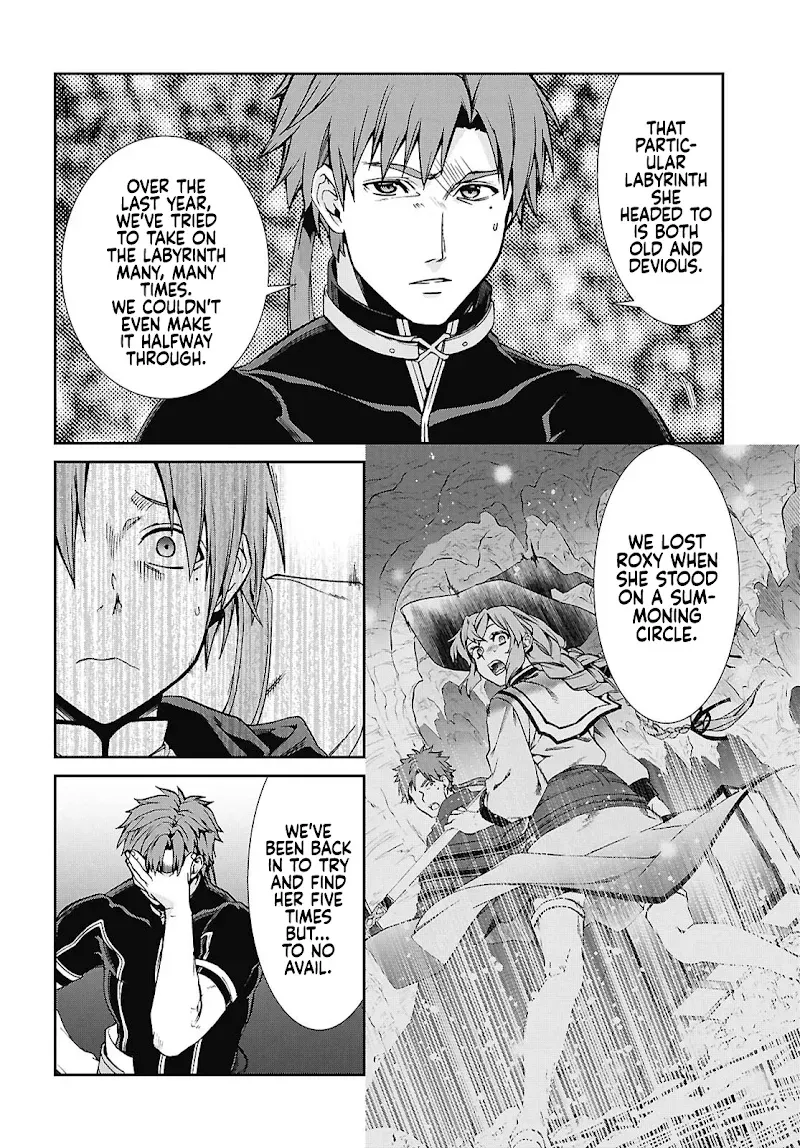 THAT
PARTIC-
ULAR
LABYRINTH
SHE
HEADED TO
IS BOTH
OLD AND
DEVIOUS.
OVER THE
LAST YEAR,
WE'VE TRIED
TO TAKE ON
THE LABYRINTH
MANY, MANY
TIMES.
WE COULDN'T
EVEN MAKE
IT HALFWAY
THROUGH.
WE LOST
ROXY WHEN
SHE STOOD
ON A SUM-
MONING
CIRCLE.
WE'VE
BEEN BACK
IN TO TRY
AND FIND
HER FIVE
TIMES
BUT...
TO NO
AVAIL.